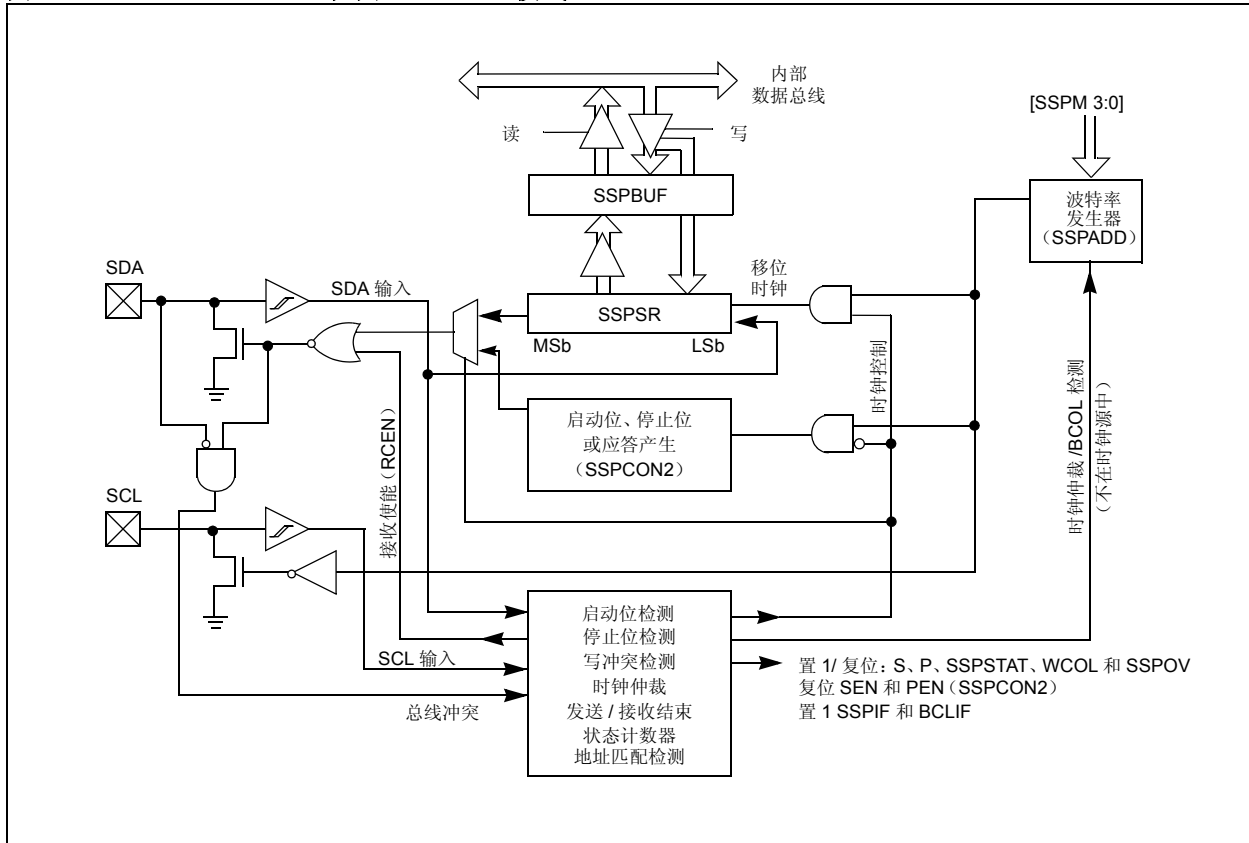 内部
数据总线
[SSPM 3:0]
读
写
SSPBUF
波特率
发生器
（SSPADD）
SDA
SDA 输入
移位
时钟
SSPSR
MSb
LSb
时钟控制
时钟仲裁 /BCOL 检测
（不在时钟源中）
启动位、停止位
或应答产生
（SSPCON2）
接收使能（RCEN）
SCL
启动位检测
停止位检测
写冲突检测
时钟仲裁
发送 / 接收结束
状态计数器
地址匹配检测
SCL 输入
总线冲突
置 1/ 复位：S、P、SSPSTAT、WCOL 和 SSPOV
复位 SEN 和 PEN（SSPCON2）
置 1 SSPIF 和 BCLIF